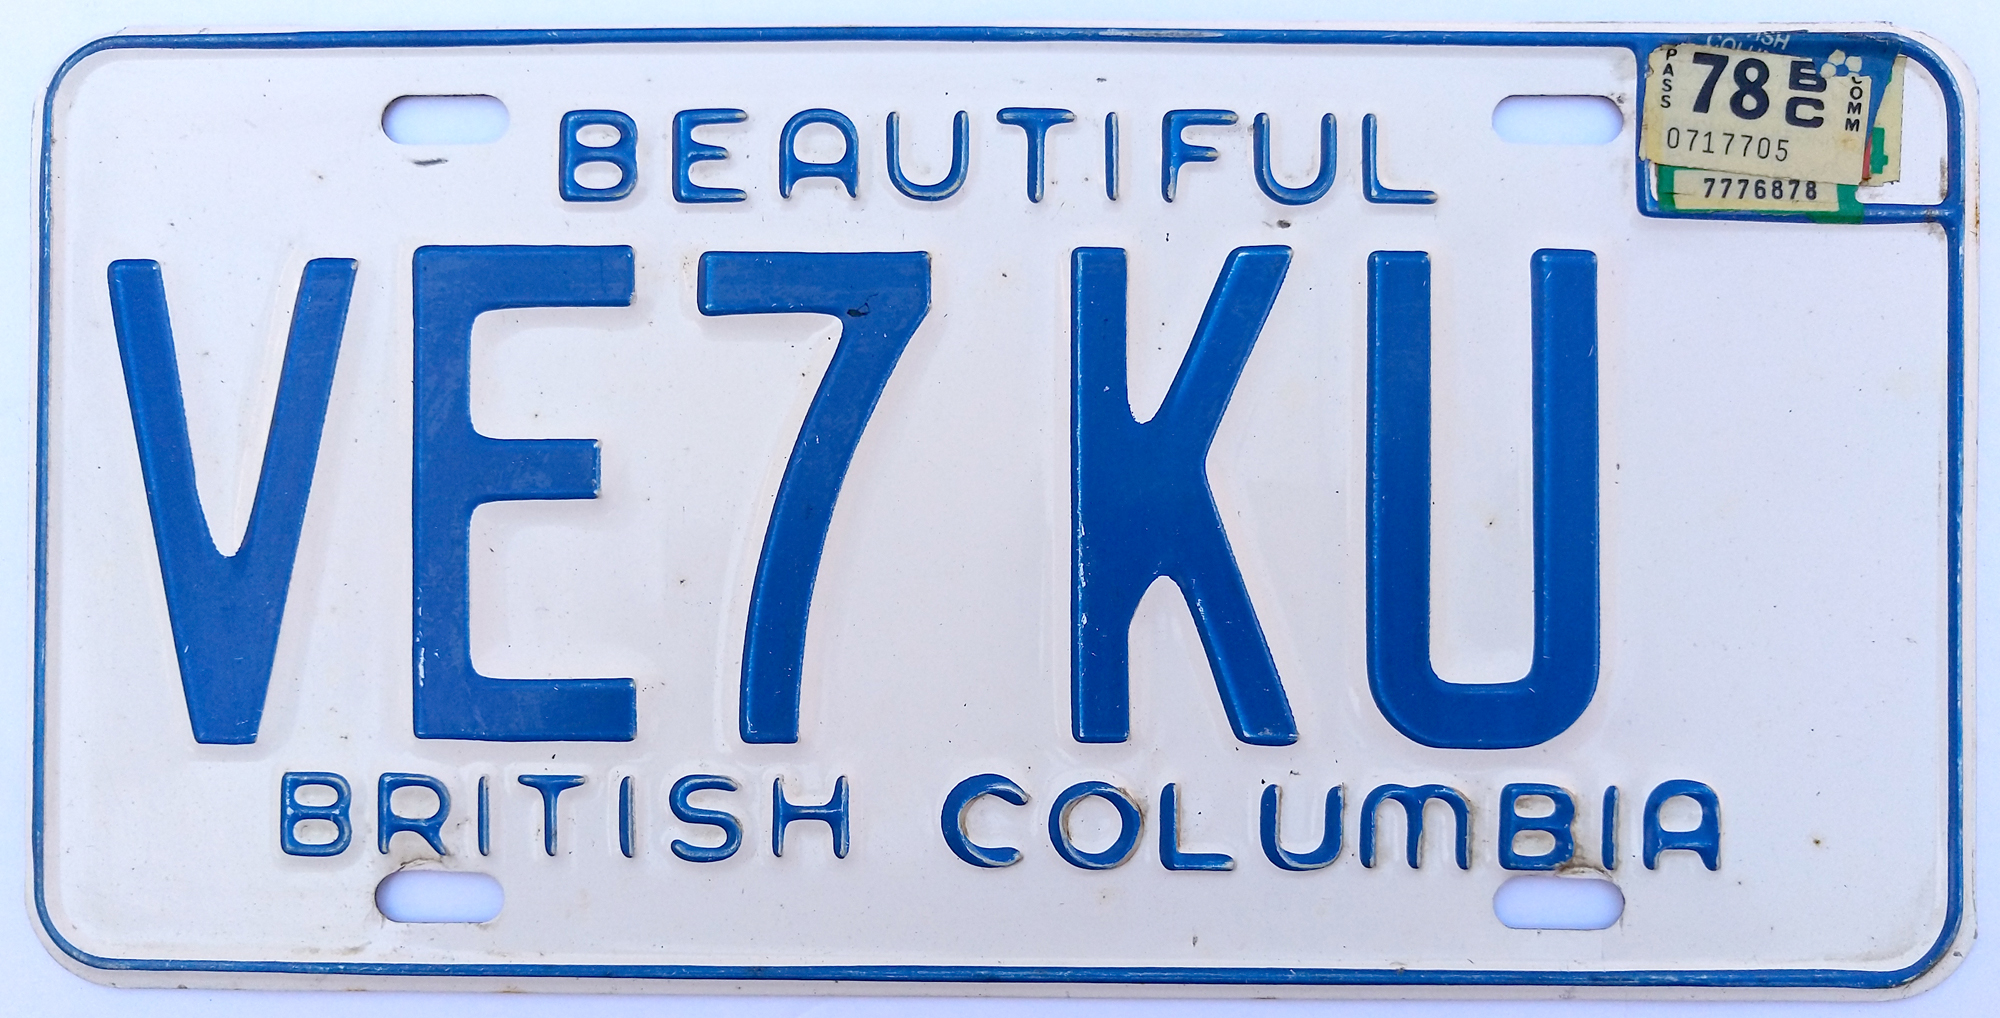 BEAUTIFUL
VE7 KU
BRITISH COLUMBIA
PASS
78
BC
COMM
0717705
7776878